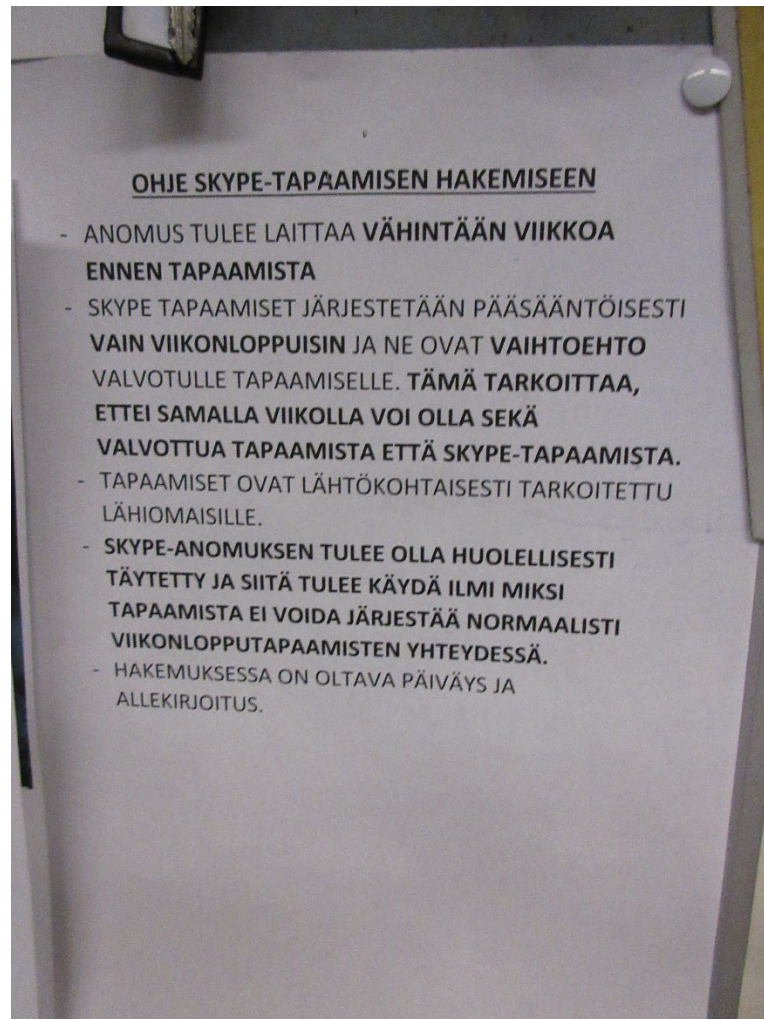 OHJE SKYPE-TAPAAMISEN HAKEMISEEN
- ANOMUS TULEE LAITTAA VÄHINTÄÄN VIIKKOA
ENNEN TAPAAMISTA
- SKYPE TAPAAMISET JÄRJESTETÄÄN PÄÄSÄÄNTÖISESTI
VAIN VIIKONLOPPUISIN JA NE OVAT VAIHTOEHTO
VALVOTULLE TAPAAMISELLE. TÄMÄ TARKOITTAA,
ETTEI SAMALLA VIIKOLLA VOI OLLA SEKÄ
VALVOTTUA TAPAAMISTA ETTÄ SKYPE-TAPAAMISTA.
- TAPAAMISET OVAT LÄHTÖKOHTAISESTI TARKOITETTU
LÄHIOMAISILLE.
- SKYPE-ANOMUKSEN TULEE OLLA HUOLELLISESTI
TÄYTETTY JA SIITÄ TULEE KÄYDÄ ILMI MIKSI
TAPAAMISTA EI VOIDA JÄRJESTÄÄ NORMAALISTI
VIIKONLOPPUTAPAAMISTEN YHTEYDESSÄ.
- HAKEMUKSESSA ON OLTAVA PÄIVÄYS JA
ALLEKIRJOITUS.